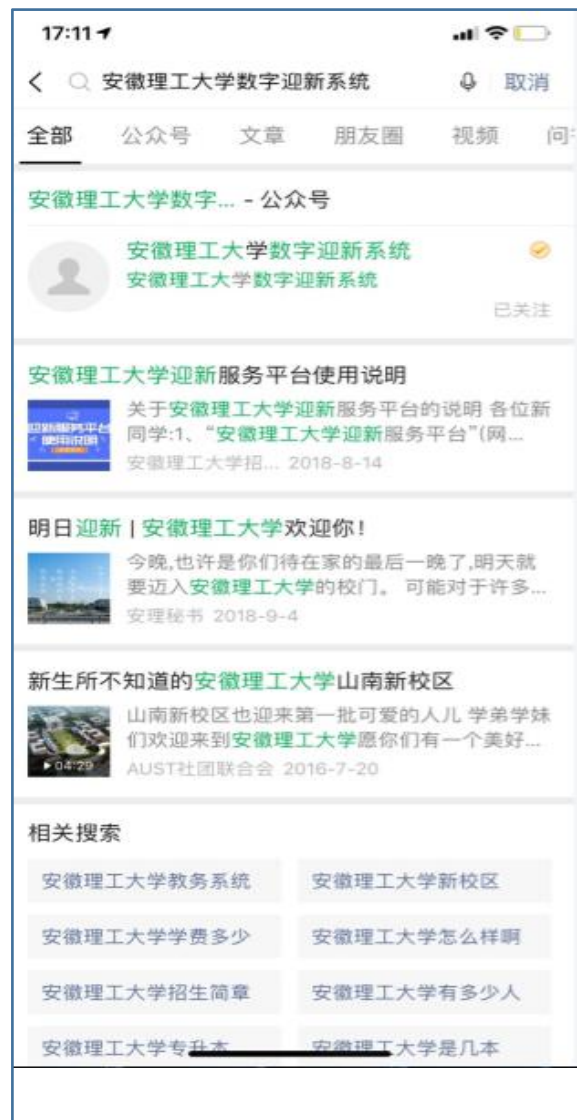 17:11
安徽理工大学数字迎新系统 取消
全部 公众号 文章 朋友圈 视频 问
安徽理工大学数字... - 公众号
安徽理工大学数字迎新系统
安徽理工大学数字迎新系统
已关注
安徽理工大学迎新服务平台使用说明
迎新服务平台
使用说明
关于安徽理工大学迎新服务平台的说明 各位新
同学:1、“安徽理工大学迎新服务平台”(网...
安徽理工大学招... 2018-8-14
明日迎新 | 安徽理工大学欢迎你!
今晚,也许是你们待在家的最后一晚了,明天就
要迈入安徽理工大学的校门。 可能对于许多...
安理秘书 2018-9-4
新生所不知道的安徽理工大学山南新校区
山南新校区也迎来第一批可爱的人儿 学弟学妹
们欢迎来到安徽理工大学愿你们有一个美好...
04:29
AUST社团联合会 2016-7-20
相关搜索
安徽理工大学教务系统 安徽理工大学新校区
安徽理工大学学费多少 安徽理工大学怎么样啊
安徽理工大学招生简章 安徽理工大学有多少人
安徽理工大学专升本 安徽理工大学是几本